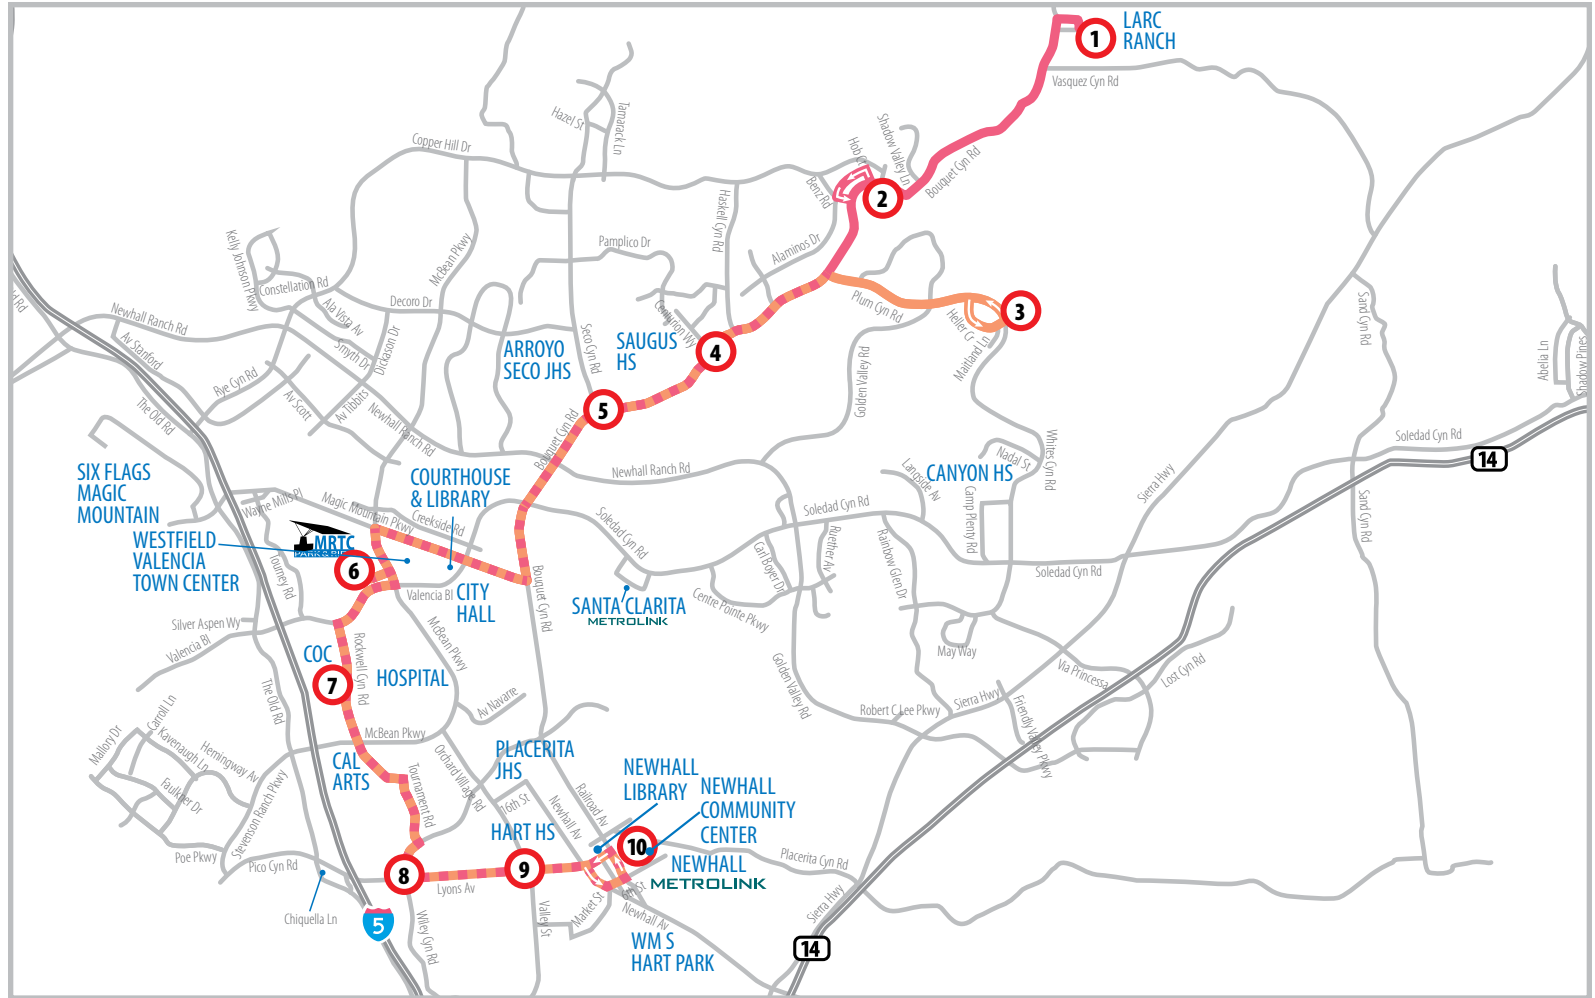 1
LARC
RANCH
Vasquez Cyn Rd
Tamarack Ln
Hazel St
Copper Hill Dr
Shadow Valley Ln
Hob Ct
Benz Rd
2
Bouquet Cyn Rd
Haskell Cyn Rd
Alaminos Dr
Pamplico Dr
Kelly Johnson Pkwy
McBean Pkwy
Constellation Rd
Decoro Dr
Ala Vista Av
Newhall Ranch Rd
Av Stanford
Smyth Dr
Dickason Dr
Rye Cyn Rd
Av Scott
Av Tibbits
The Old Rd
Newhall Ranch Rd
Seco Cyn Rd
Centurion Wy
Plum Cyn Rd
Heller Cr
Maitland Ln
3
Golden Valley Rd
Sand Cyn Rd
Abelia Ln
Shadow Pines
ARROYO
SECO JHS
SAUGUS
HS
4
5
Bouquet Cyn Rd
Newhall Ranch Rd
Whites Cyn Rd
Nadal St
CANYON HS
Langside Av
Camp Plenty Rd
Sierra Hwy
Soledad Cyn Rd
14
Sand Cyn Rd
SIX FLAGS
MAGIC
MOUNTAIN
COURTHOUSE
& LIBRARY
Wayne Mills Pl
Magic Mountain Pkwy
Creekside Rd
WESTFIELD
VALENCIA
TOWN CENTER
MRTC
PARK & RIDE
6
Soledad Cyn Rd
Soledad Cyn Rd
Ruether Av
Carl Boyer Dr
Rainbow Glen Dr
Soledad Cyn Rd
Tourney Rd
Valencia Bl
CITY
HALL
Bouquet Cyn Rd
SANTA CLARITA
METROLINK
Centre Pointe Pkwy
Silver Aspen Wy
Valencia Bl
COC
7
Rockwell Cyn Rd
HOSPITAL
McBean Pkwy
May Way
Via Princessa
Lost Cyn Rd
Golden Valley Rd
Robert C Lee Pkwy
Sierra Hwy
Friendly Valley Pkwy
The Old Rd
Carroll Ln
Kavenaugh Ln
Mallory Dr
Hemingway Av
Faulkner Dr
Stevenson Ranch Pkwy
Poe Pkwy
Pico Cyn Rd
McBean Pkwy
Av Navarre
CAL
ARTS
Tournament Rd
Orchard Village Rd
PLACERITA
JHS
16th St
Newhall Av
Railroad Av
NEWHALL
LIBRARY
NEWHALL
COMMUNITY
CENTER
HART HS
10
NEWHALL
METROLINK
Placerita Cyn Rd
8
9
Lyons Av
Chiquella Ln
5
Wiley Cyn Rd
Valley St
Market St
Newhall Av
WM S
HART PARK
Sierra Hwy
14